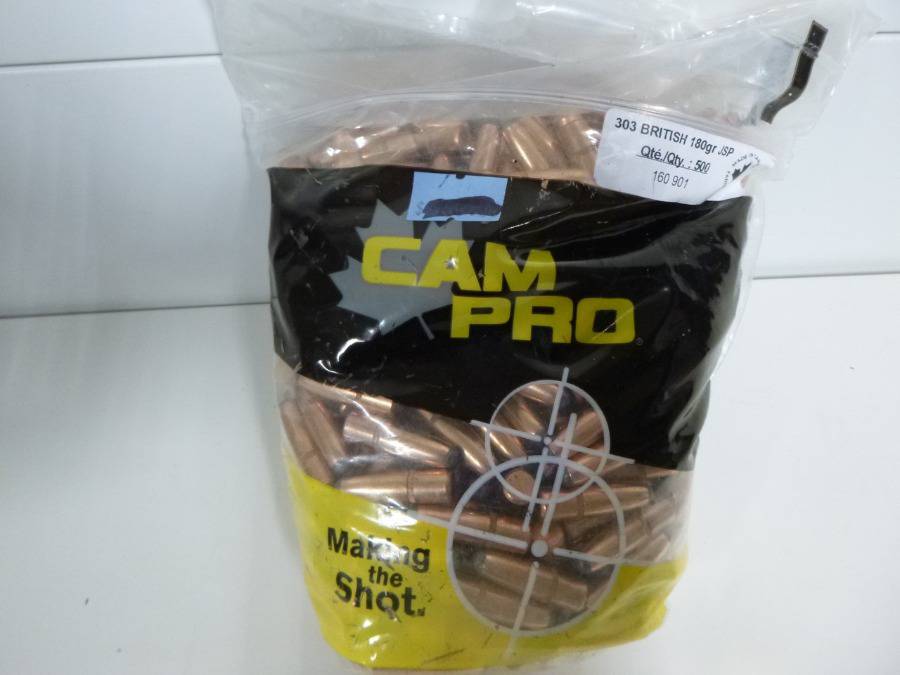 303 BRITISH 180gr JSP
Qté./Qty. : 500
160 901
CAM
PRO
Making
the
Shot.